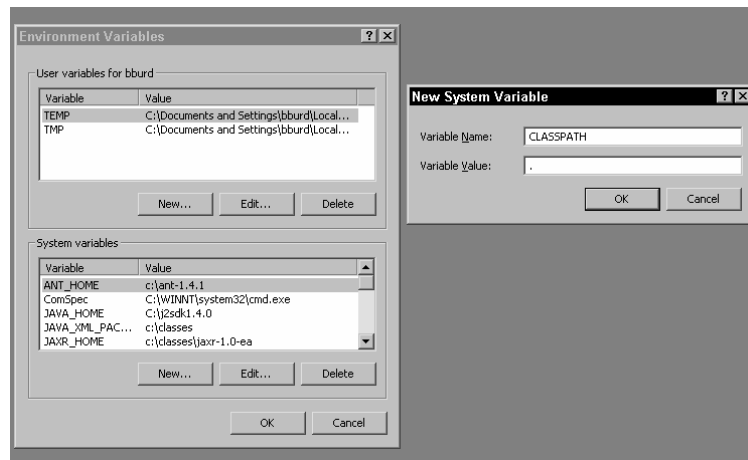 Environment Variables
User variables for bburd
Variable Value
TEMP C:\Documents and Settings\bburd\Local...
TMP C:\Documents and Settings\bburd\Local...
New... Edit... Delete
System variables
Variable Value
ANT_HOME c:\ant-1.4.1
ComSpec C:\WINNT\system32\cmd.exe
JAVA_HOME C:\j2sdk1.4.0
JAVA_XML_PAC... c:\classes
JAXR_HOME c:\classes\jaxr-1.0-ea
New... Edit... Delete
OK Cancel
New System Variable
Variable Name: CLASSPATH
Variable Value: .
OK Cancel